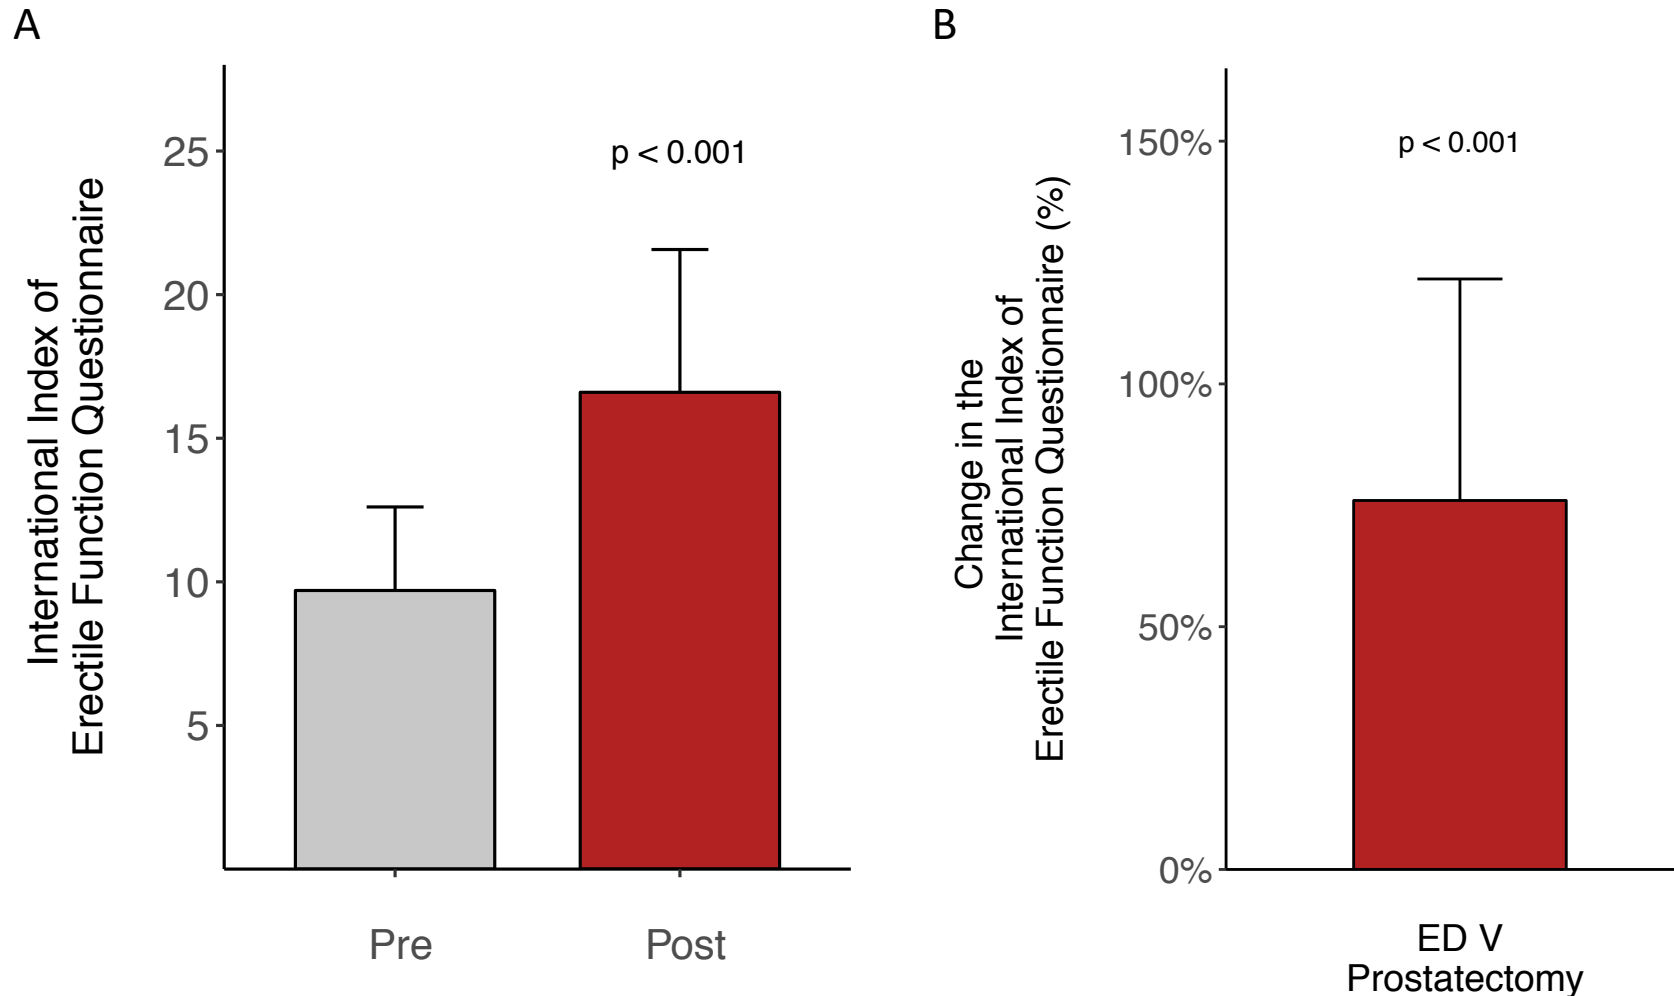 A
International Index of
Erectile Function Questionnaire
25
20
15
10
5
p < 0.001
Pre
Post
B
Change in the
International Index of
Erectile Function Questionnaire (%)
150%
100%
50%
0%
p < 0.001
ED V
Prostatectomy